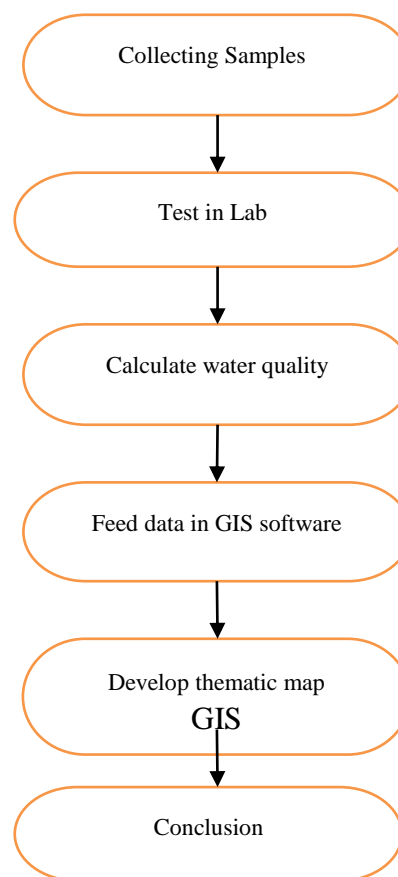 Collecting Samples
Test in Lab
Calculate water quality
Feed data in GIS software
Develop thematic map
GIS
Conclusion